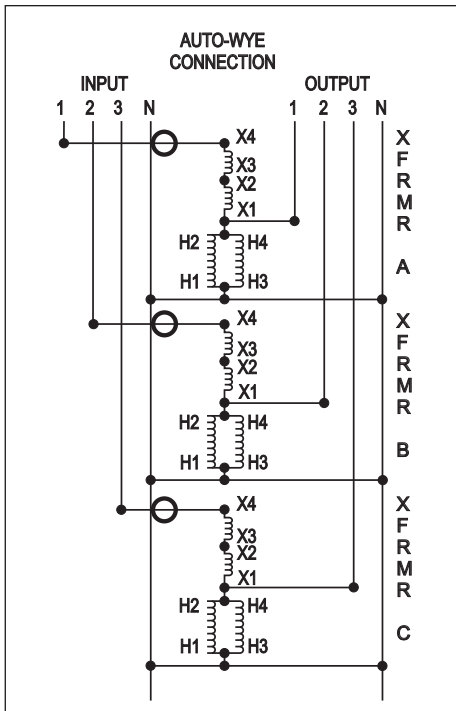 AUTO-WYE
CONNECTION
INPUT OUTPUT
1 2 3 N 1 2 3 N
X4
X3
X2
X1
H2 H4
H1 H3
X
F
R
M
R
A
X4
X3
X2
X1
H2 H4
H1 H3
X
F
R
M
R
B
X4
X3
X2
X1
H2 H4
H1 H3
X
F
R
M
R
C